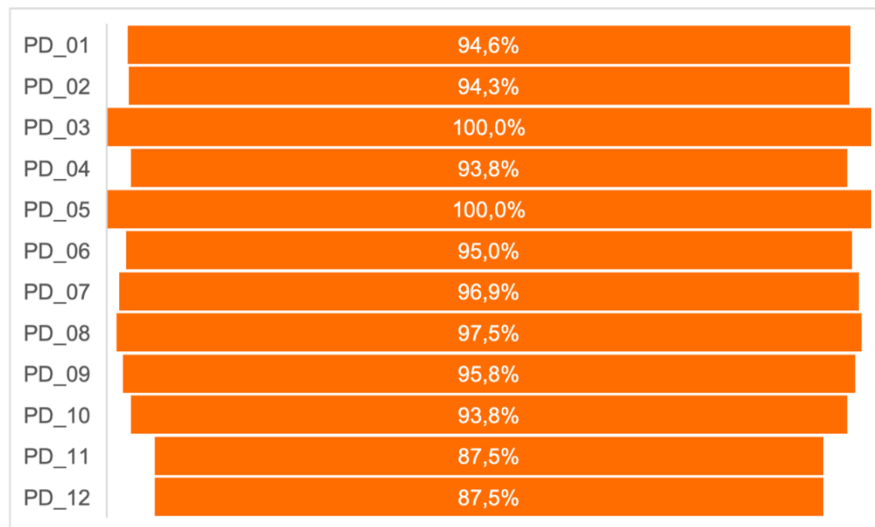 PD_01 94,6%
PD_02 94,3%
PD_03 100,0%
PD_04 93,8%
PD_05 100,0%
PD_06 95,0%
PD_07 96,9%
PD_08 97,5%
PD_09 95,8%
PD_10 93,8%
PD_11 87,5%
PD_12 87,5%